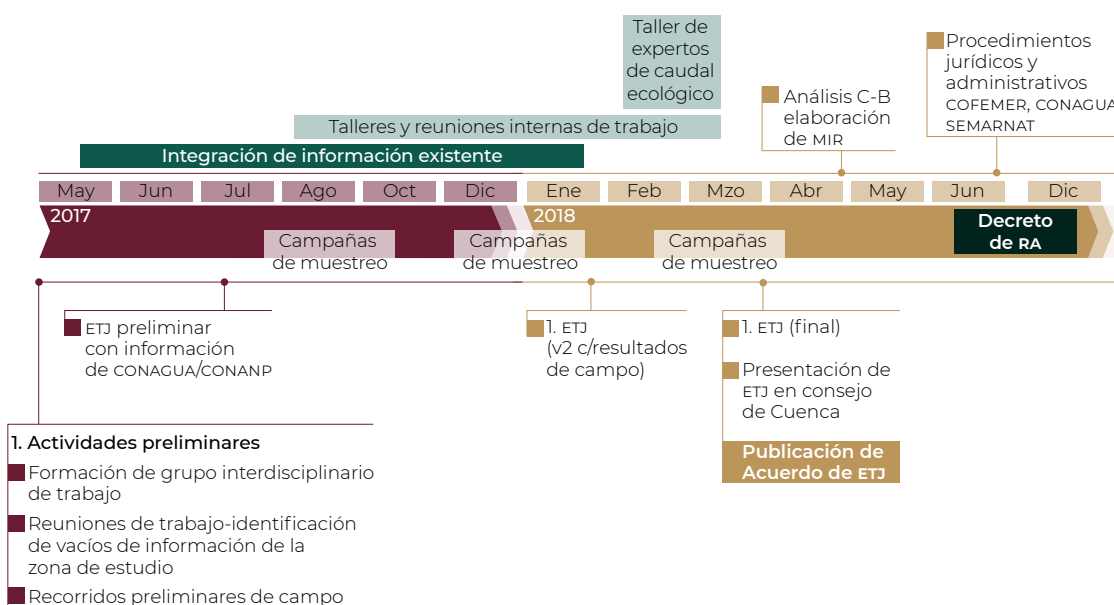 Taller de
expertos
de caudal
ecológico
Procedimientos
jurídicos y
administrativos
COFEMER, CONAGUA
SEMARNAT
Análisis C-B
elaboración
de MIR
Talleres y reuniones internas de trabajo
Integración de información existente
May Jun Jul Ago Oct Dic Ene Feb Mzo Abr May Jun Dic
2017 2018
Decreto
de RA
Campañas
de muestreo
Campañas
de muestreo
Campañas
de muestreo
ETJ preliminar
con información
de CONAGUA/CONANP
1. ETJ
(v2 c/resultados
de campo)
1. ETJ (final)
Presentación de
ETJ en consejo
de Cuenca
Publicación de
Acuerdo de ETJ
1. Actividades preliminares
Formación de grupo interdisciplinario
de trabajo
Reuniones de trabajo-identificación
de vacíos de información de la
zona de estudio
Recorridos preliminares de campo